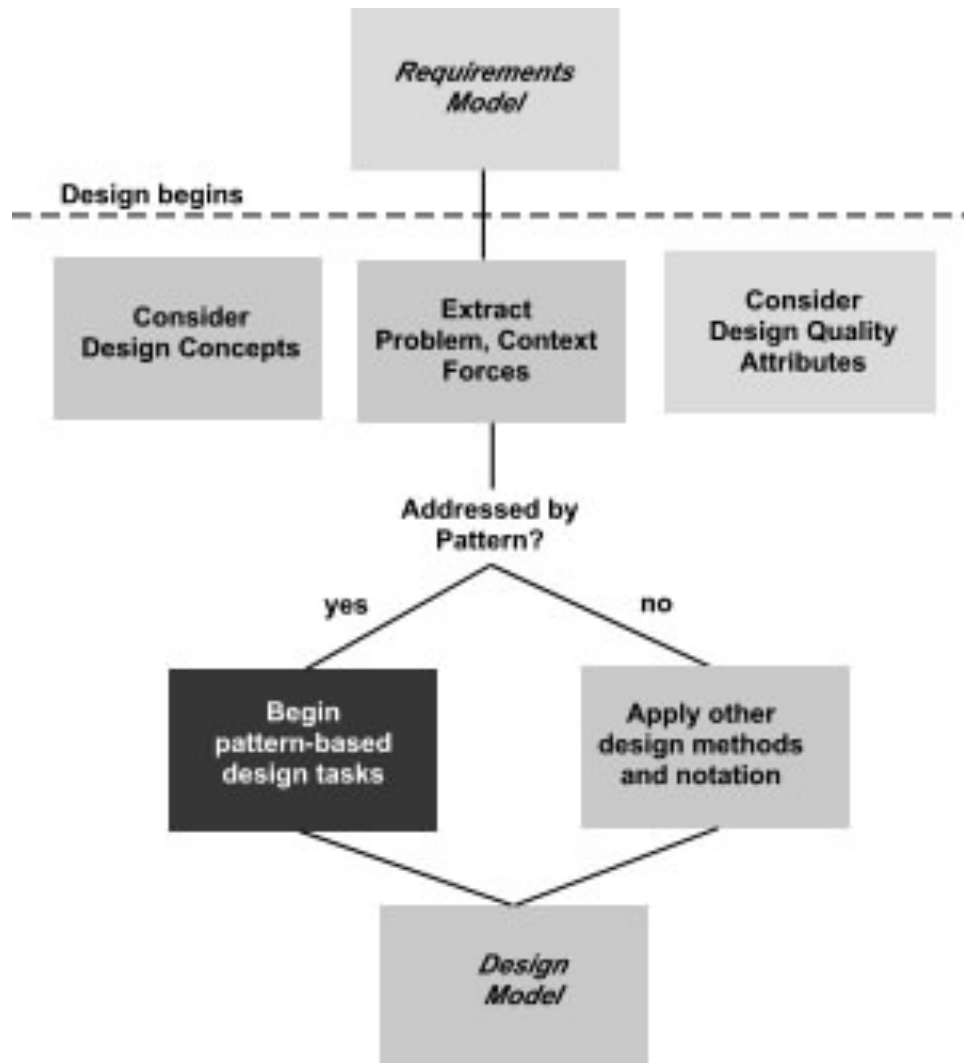 Requirements
Model
Design begins
Consider
Design Concepts
Extract
Problem, Context
Forces
Consider
Design Quality
Attributes
Addressed by
Pattern?
yes
no
Begin
pattern-based
design tasks
Apply other
design methods
and notation
Design
Model